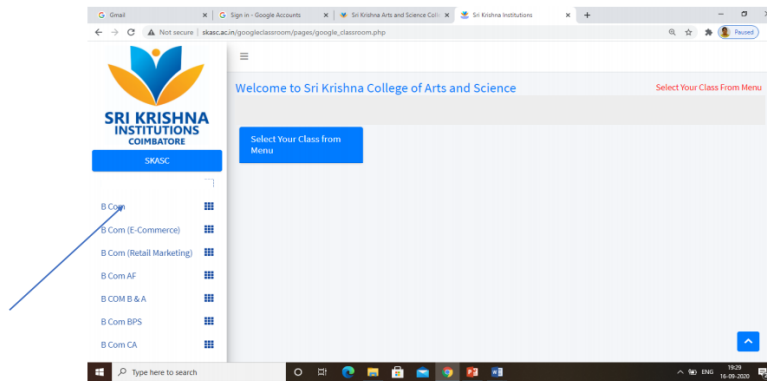 Gmail
Sign in - Google Accounts
Sri Krishna Arts and Science Coll
Sri Krishna Institutions
Not secure | skasc.ac.in/googleclassroom/pages/google_classroom.php
Paused
SRI KRISHNA
INSTITUTIONS
COIMBATORE
SKASC
Welcome to Sri Krishna College of Arts and Science
Select Your Class From Menu
Select Your Class from
Menu
B Com
B Com (E-Commerce)
B Com (Retail Marketing)
B Com AF
B COM B & A
B Com BPS
B Com CA
Type here to search
ENG
19:29
16-09-2020